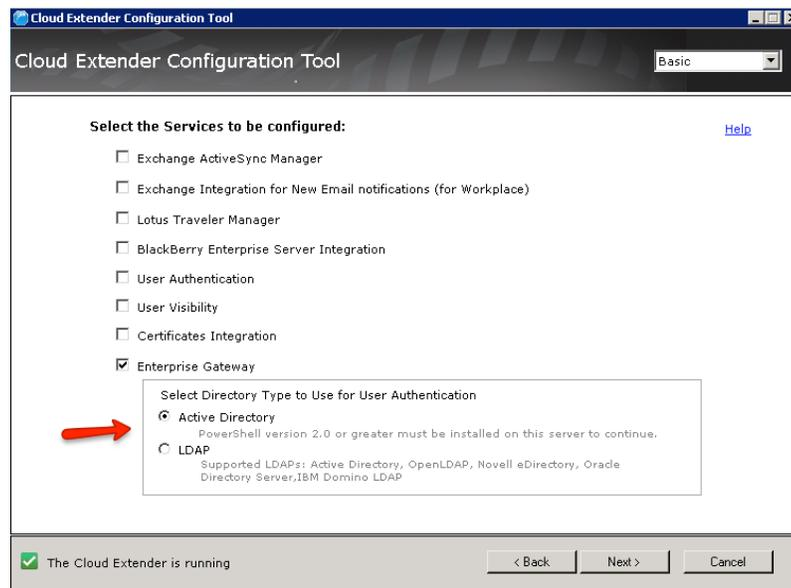 Cloud Extender Configuration Tool
Cloud Extender Configuration Tool
Basic
Select the Services to be configured:
Help
Exchange ActiveSync Manager
Exchange Integration for New Email notifications (for Workplace)
Lotus Traveler Manager
BlackBerry Enterprise Server Integration
User Authentication
User Visibility
Certificates Integration
Enterprise Gateway
Select Directory Type to Use for User Authentication
Active Directory
PowerShell version 2.0 or greater must be installed on this server to continue.
LDAP
Supported LDAPs: Active Directory, OpenLDAP, Novell eDirectory, Oracle
Directory Server,IBM Domino LDAP
The Cloud Extender is running
< Back
Next >
Cancel